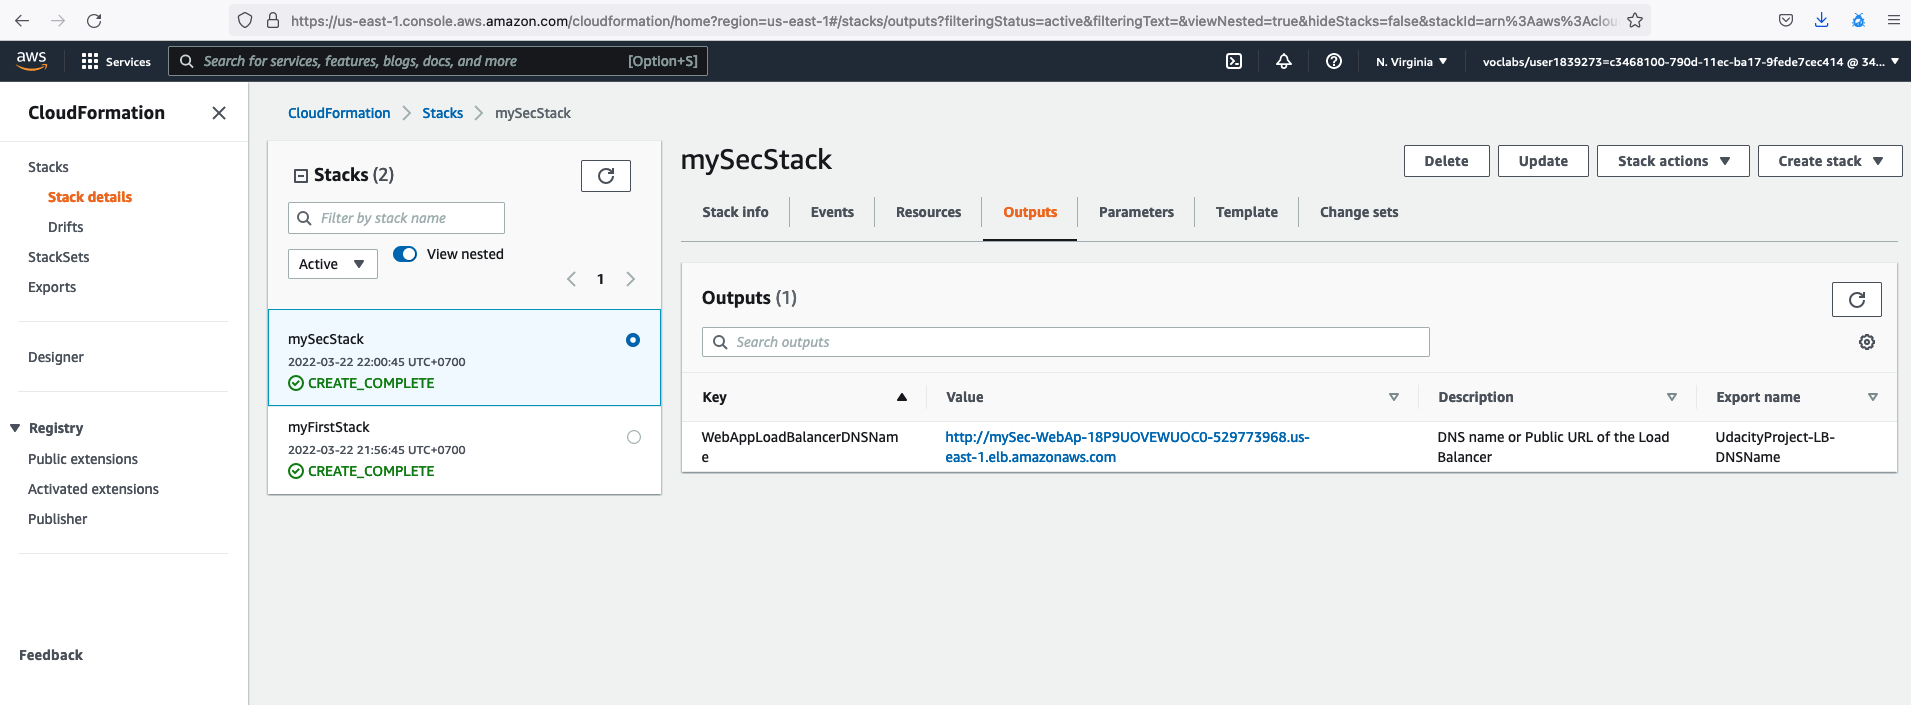 https://us-east-1.console.aws.amazon.com/cloudformation/home?region=us-east-1#/stacks/outputs?filteringStatus=active&filteringText=&viewNested=true&hideStacks=false&stackId=arn%3Aaws%3Aclou
aws
Services
Search for services, features, blogs, docs, and more
[Option+S]
N. Virginia
voclabs/user1839273=c3468100-790d-11ec-ba17-9fede7cec414 @ 34...
CloudFormation
Stacks
Stack details
Drifts
StackSets
Exports
Designer
Registry
Public extensions
Activated extensions
Publisher
Feedback
CloudFormation
Stacks
mySecStack
Stacks (2)
Filter by stack name
Active
View nested
1
mySecStack
2022-03-22 22:00:45 UTC+0700
CREATE_COMPLETE
myFirstStack
2022-03-22 21:56:45 UTC+0700
CREATE_COMPLETE
mySecStack
Delete
Update
Stack actions
Create stack
Stack info
Events
Resources
Outputs
Parameters
Template
Change sets
Outputs (1)
Search outputs
Key
Value
Description
Export name
WebAppLoadBalancerDNSNam
e
http://mySec-WebAp-18P9UOVEWUOC0-529773968.us-
east-1.elb.amazonaws.com
DNS name or Public URL of the Load
Balancer
UdacityProject-LB-
DNSName